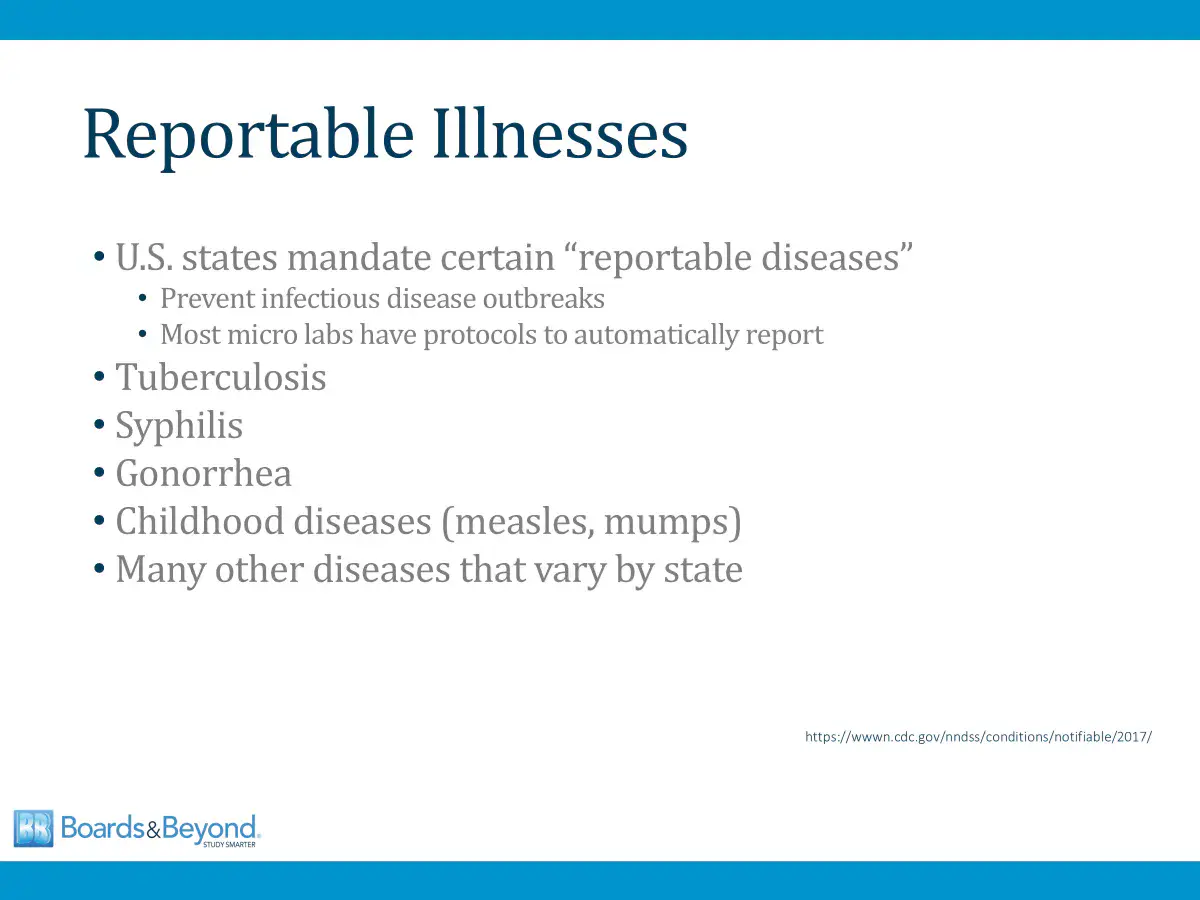 Reportable Illnesses
• U.S. states mandate certain “reportable diseases”
• Prevent infectious disease outbreaks
• Most micro labs have protocols to automatically report
• Tuberculosis
• Syphilis
• Gonorrhea
• Childhood diseases (measles, mumps)
• Many other diseases that vary by state
https://wwwn.cdc.gov/nndss/conditions/notifiable/2017/
BB Boards&Beyond®
STUDY SMARTER